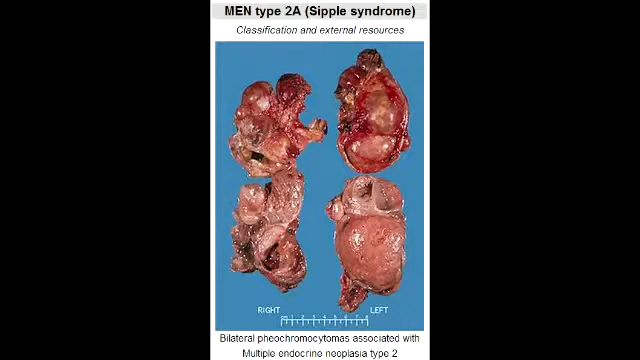 MEN type 2A (Sipple syndrome)
Classification and external resources
RIGHT
LEFT
Bilateral pheochromocytomas associated with
Multiple endocrine neoplasia type 2